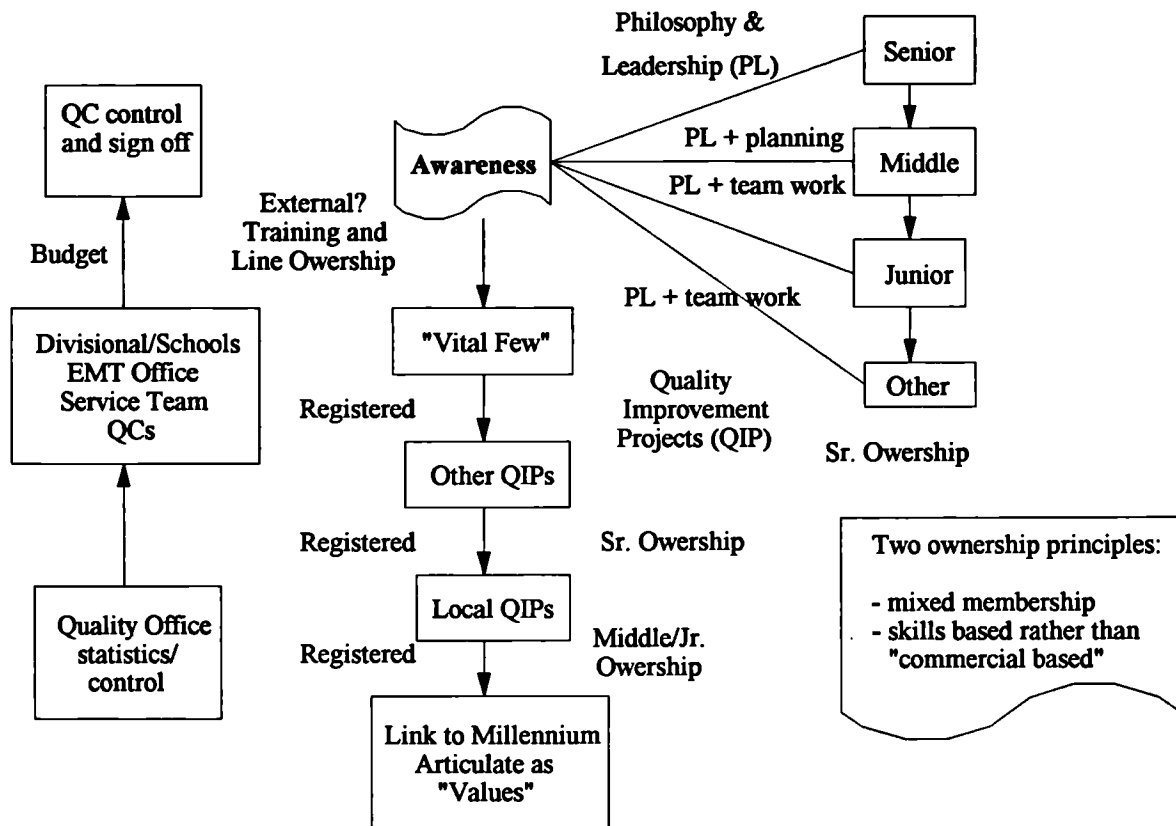 Philosophy &
Leadership (PL)
Senior
QC control
and sign off
Awareness
PL + planning
Middle
PL + team work
External?
Training and
Line Owership
Budget
Junior
PL + team work
Divisional/Schools
EMT Office
Service Team
QCs
"Vital Few"
Other
Registered
Quality
Improvement
Projects (QIP)
Sr. Owership
Other QIPs
Registered
Sr. Owership
Two ownership principles:
- mixed membership
- skills based rather than
"commercial based"
Quality Office
statistics/
control
Local QIPs
Registered
Middle/Jr.
Owership
Link to Millennium
Articulate as
"Values"